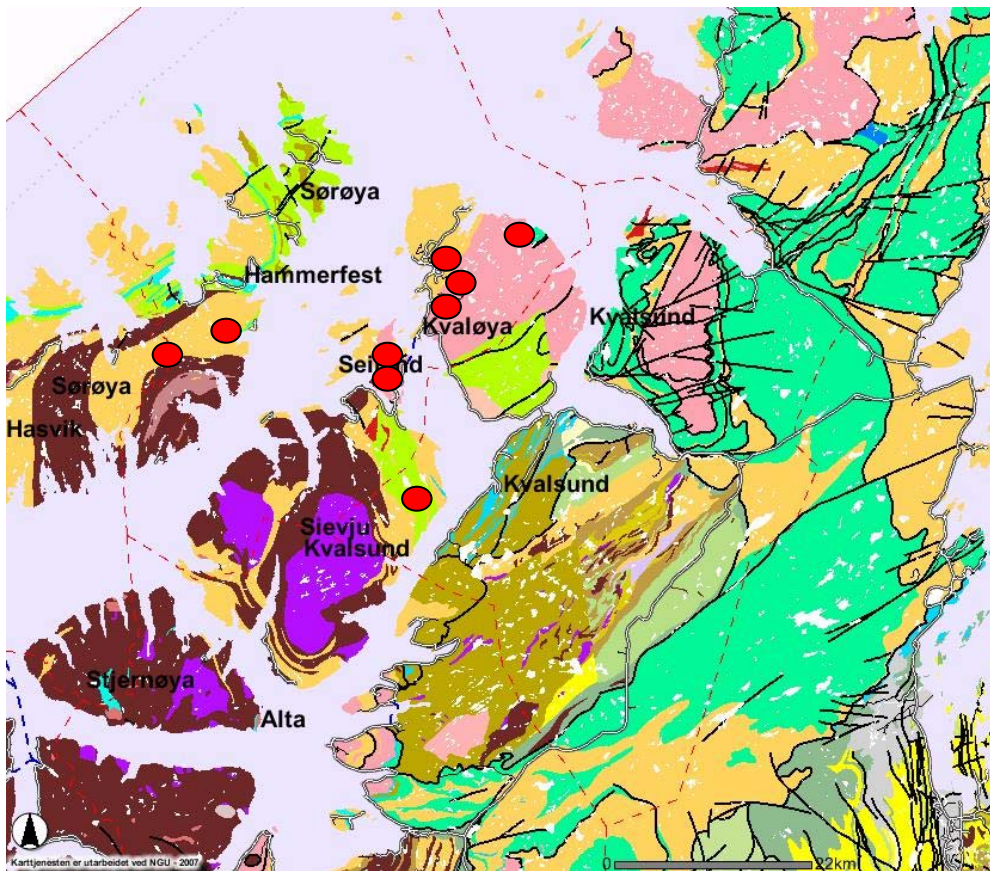 Sørøya
Hammerfest
Kvaløya
Kvalsund
Sørøya
Hasvik
Kvalsund
Sievju
Kvalsund
Stjernøya
Alta
Karttjenesten er utarbeidet ved NGU - 2007
0
22km